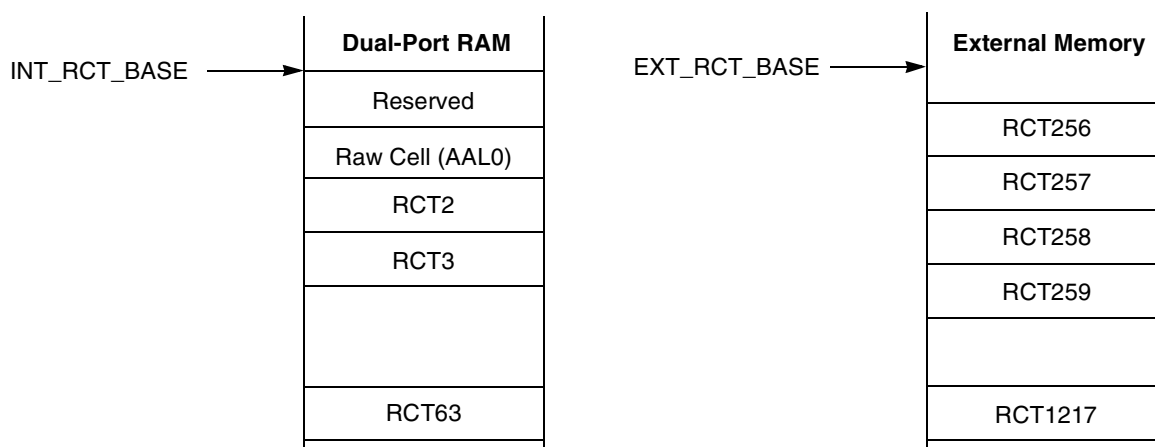 Dual-Port RAM
INT_RCT_BASE
Reserved
Raw Cell (AAL0)
RCT2
RCT3
RCT63
External Memory
EXT_RCT_BASE
RCT256
RCT257
RCT258
RCT259
RCT1217